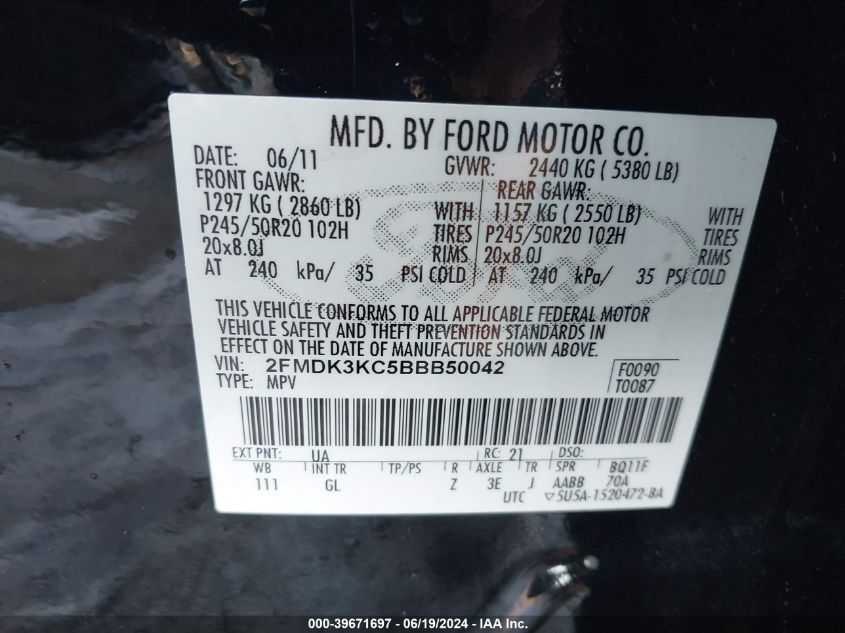 MFD. BY FORD MOTOR CO.
DATE: 06/11 GVWR: 2440 KG ( 5380 LB)
FRONT GAWR: REAR GAWR:
1297 KG ( 2860 LB) WITH 1157 KG ( 2550 LB) WITH
P245/50R20 102H TIRES P245/50R20 102H TIRES
20x8.0J RIMS 20x8.0J RIMS
AT 240 kPa/ 35 PSI COLD AT 240 kPa/ 35 PSI COLD
THIS VEHICLE CONFORMS TO ALL APPLICABLE FEDERAL MOTOR
VEHICLE SAFETY AND THEFT PREVENTION STANDARDS IN
EFFECT ON THE DATE OF MANUFACTURE SHOWN ABOVE.
VIN: 2FMDK3KC5BBB50042 F0090
TYPE: MPV T0087
EXT PNT: UA RC: 21 DSO:
WB INT TR TP/PS R AXLE TR SPR BQ11F
111 GL Z 3E J AABB 70A
UTC ▽5U5A-1520472-BA
000-39671697 - 06/19/2024 - IAA Inc.